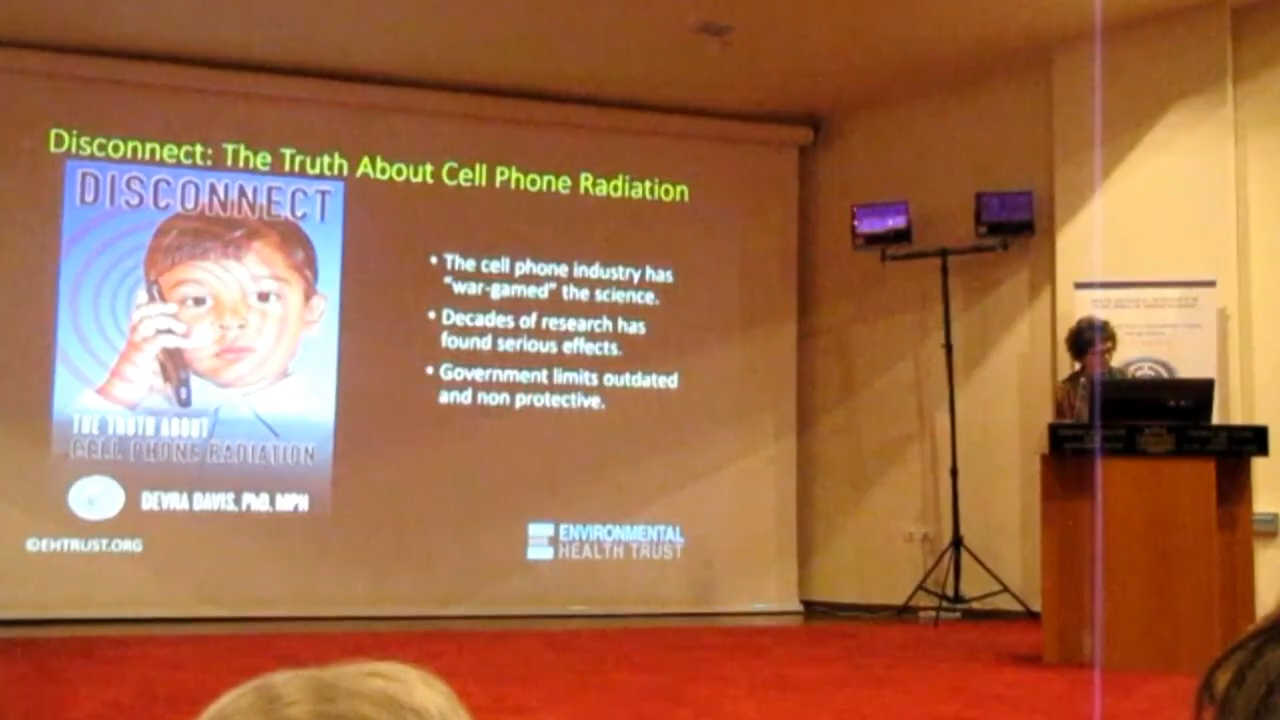 Disconnect: The Truth About Cell Phone Radiation
DISCONNECT
THE TRUTH ABOUT
CELL PHONE RADIATION
DEVRA DAVIS, PhD, MPH
• The cell phone industry has
"war-gamed" the science.
• Decades of research has
found serious effects.
• Government limits outdated
and non protective.
©EHTRUST.ORG
ENVIRONMENTAL
HEALTH TRUST